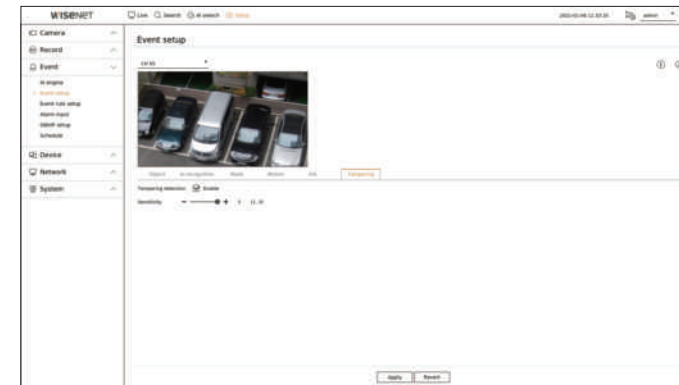 WISENET
Live Search AI search Setup
admin
Camera
Record
Event
AI engine
Event setup
Event rule setup
Alarm input
ONVIF setup
Schedule
Device
Network
System
Event setup
Object AI recognition Mask Motion Tampering
Tampering detection Enable
Sensitivity
Apply Revert